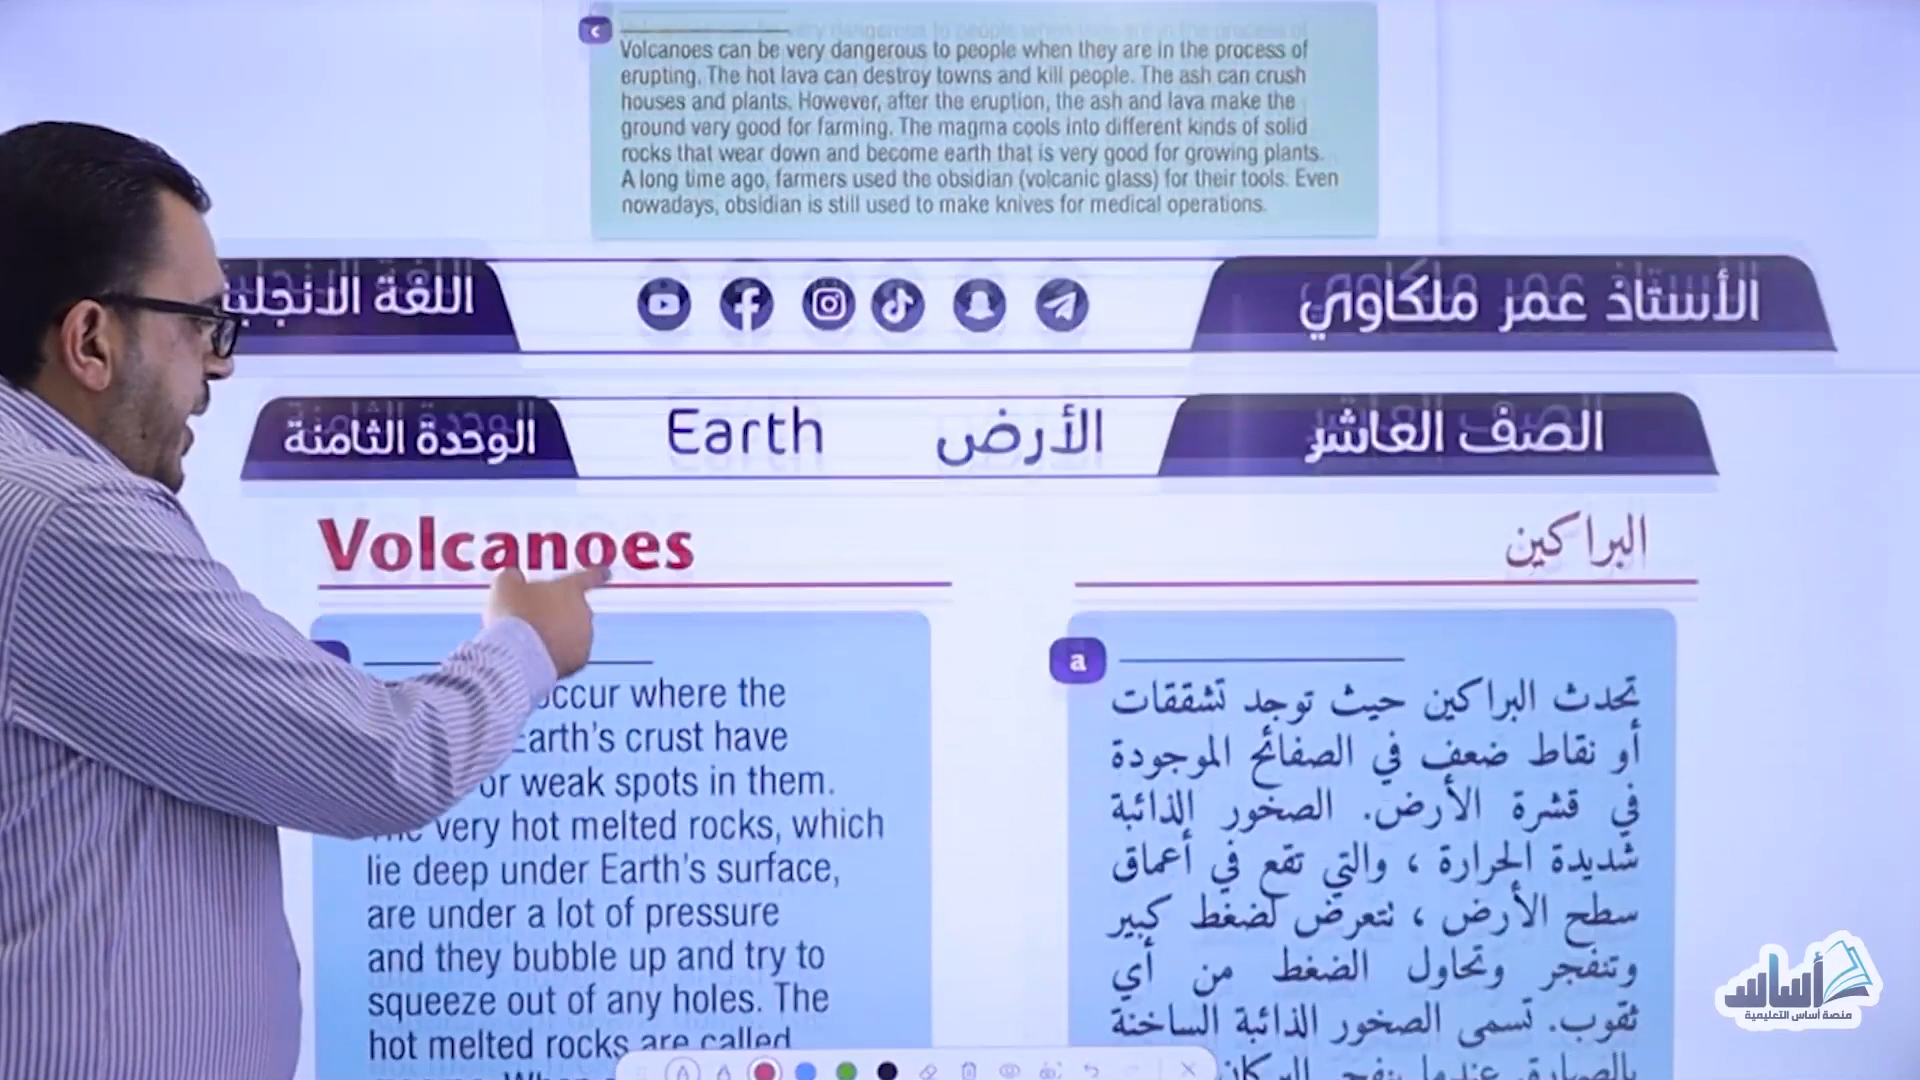 c
Volcanoes can be very dangerous to people when they are in the process of
erupting. The hot lava can destroy towns and kill people. The ash can crush
houses and plants. However, after the eruption, the ash and lava make the
ground very good for farming. The magma cools into different kinds of solid
rocks that wear down and become earth that is very good for growing plants.
A long time ago, farmers used the obsidian (volcanic glass) for their tools. Even
nowadays, obsidian is still used to make knives for medical operations.
الأستاذ عمر ملكاوي
اللغة الانجليز
الصف العاشر
الأرض
Earth
الوحدة الثامنة
Volcanoes
occur where the
Earth's crust have
or weak spots in them.
very hot melted rocks, which
lie deep under Earth's surface,
are under a lot of pressure
and they bubble up and try to
squeeze out of any holes. The
hot melted rocks are called
البراكين
a
تحدث البراكين حيث توجد تشققات
أو نقاط ضعف في الصفائح الموجودة
في قشرة الأرض. الصخور الذائبة
شديدة الحرارة ، والتي تقع في أعماق
سطح الأرض ، تتعرض لضغط كبير
وتنفجر وتحاول الضغط من أي
ثقوب. تسمى الصخور الذائبة الساخنة
أساس
منصة أساس التعليمية